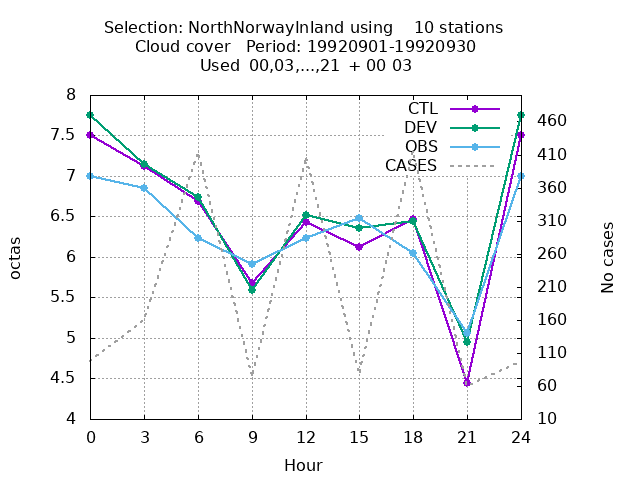 Selection: NorthNorwayInland using    10 stations
Cloud cover   Period: 19920901-19920930
Used  00,03,...,21  + 00 03
octas
8
7.5
7
6.5
6
5.5
5
4.5
4
CTL
DEV
OBS
CASES
460
410
360
310
260
210
160
110
60
10
No cases
0 3 6 9 12 15 18 21 24
Hour